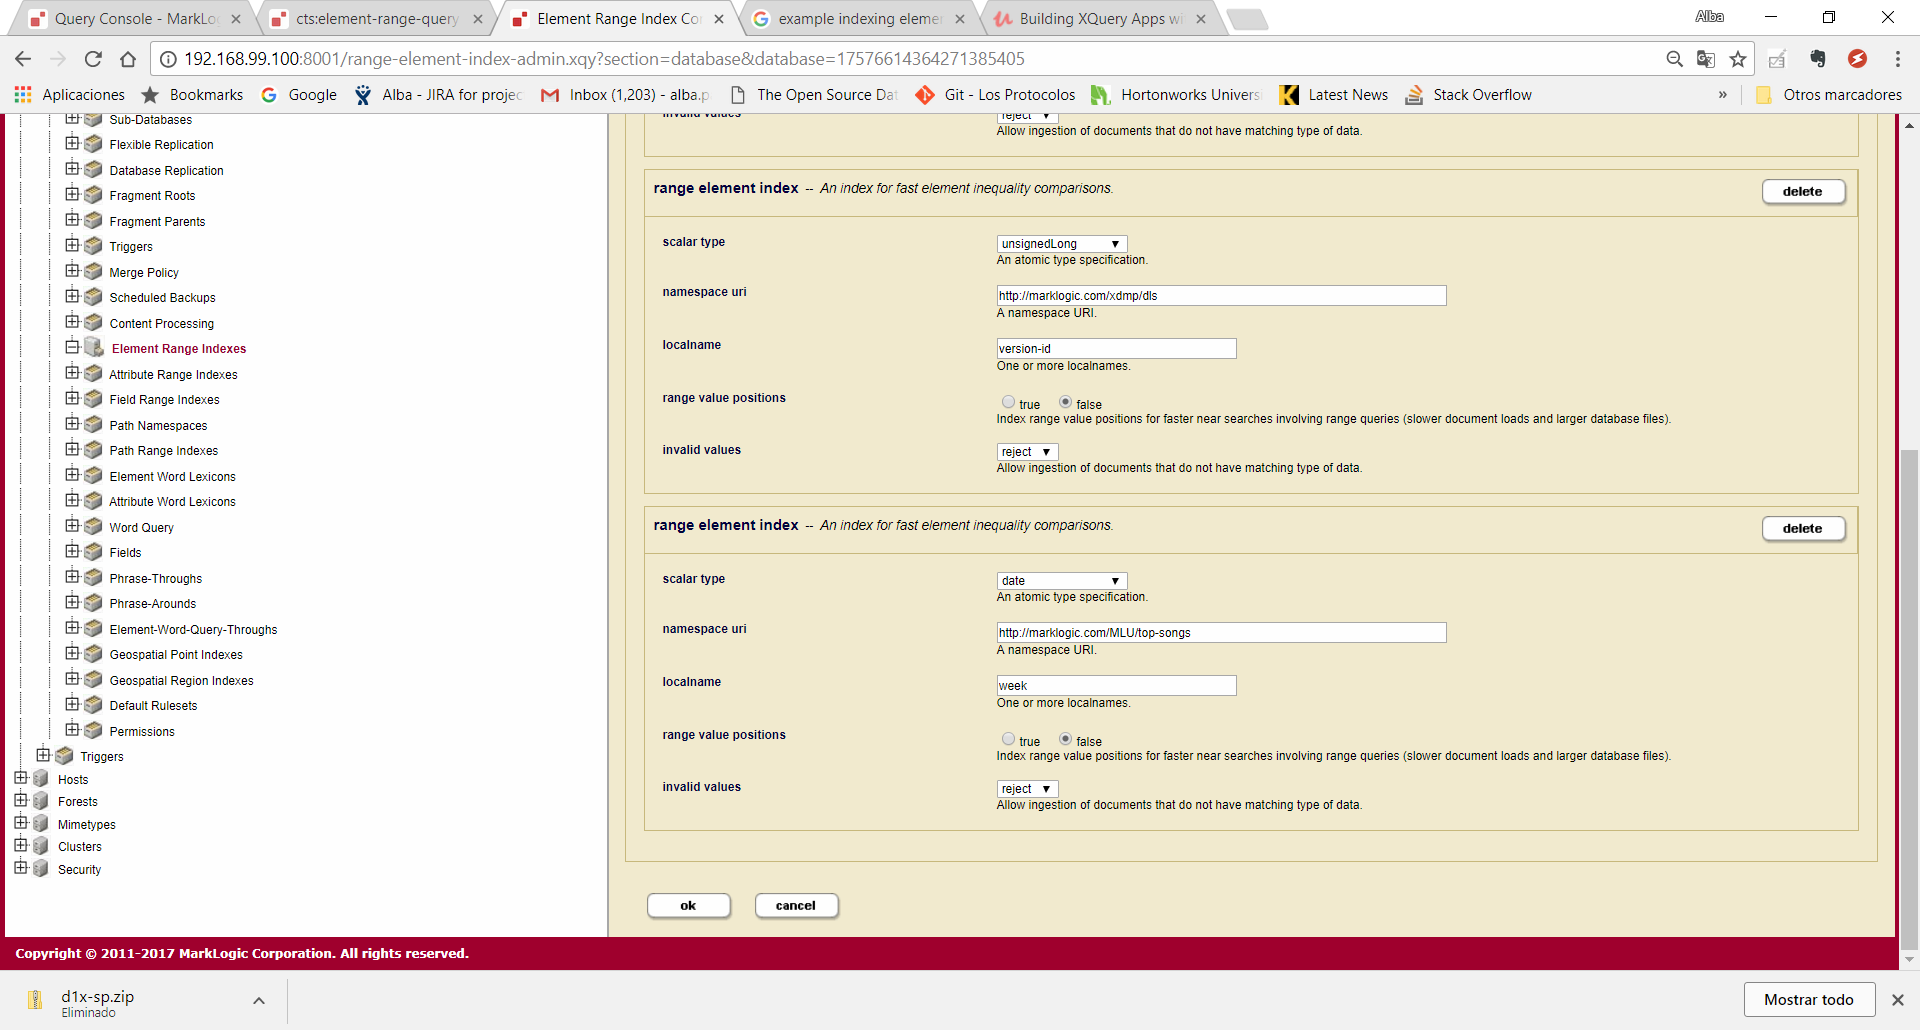 Query Console - MarkLo
cts:element-range-query
Element Range Index Co
example indexing elemen
Building XQuery Apps wi
Alba
192.168.99.100:8001/range-element-index-admin.xqy?section=database&database=17576614364271385405
Aplicaciones
Bookmarks
Google
Alba - JIRA for projec
Inbox (1,203) - alba.p
The Open Source Dat
Git - Los Protocolos
Hortonworks Univers
Latest News
Stack Overflow
»
Otros marcadores
Sub-Databases
Flexible Replication
Database Replication
Fragment Roots
Fragment Parents
Triggers
Merge Policy
Scheduled Backups
Content Processing
Element Range Indexes
Attribute Range Indexes
Field Range Indexes
Path Namespaces
Path Range Indexes
Element Word Lexicons
Attribute Word Lexicons
Word Query
Fields
Phrase-Throughs
Phrase-Arounds
Element-Word-Query-Throughs
Geospatial Point Indexes
Geospatial Region Indexes
Default Rulesets
Permissions
Triggers
Hosts
Forests
Mimetypes
Clusters
Security
invalid values
reject
Allow ingestion of documents that do not have matching type of data.
range element index -- An index for fast element inequality comparisons.
delete
scalar type
unsignedLong
An atomic type specification.
namespace uri
http://marklogic.com/xdmp/dls
A namespace URI.
localname
version-id
One or more localnames.
range value positions
true false
Index range value positions for faster near searches involving range queries (slower document loads and larger database files).
invalid values
reject
Allow ingestion of documents that do not have matching type of data.
range element index -- An index for fast element inequality comparisons.
delete
scalar type
date
An atomic type specification.
namespace uri
http://marklogic.com/MLU/top-songs
A namespace URI.
localname
week
One or more localnames.
range value positions
true false
Index range value positions for faster near searches involving range queries (slower document loads and larger database files).
invalid values
reject
Allow ingestion of documents that do not have matching type of data.
ok
cancel
Copyright © 2011-2017 MarkLogic Corporation. All rights reserved.
d1x-sp.zip
Eliminado
Mostrar todo